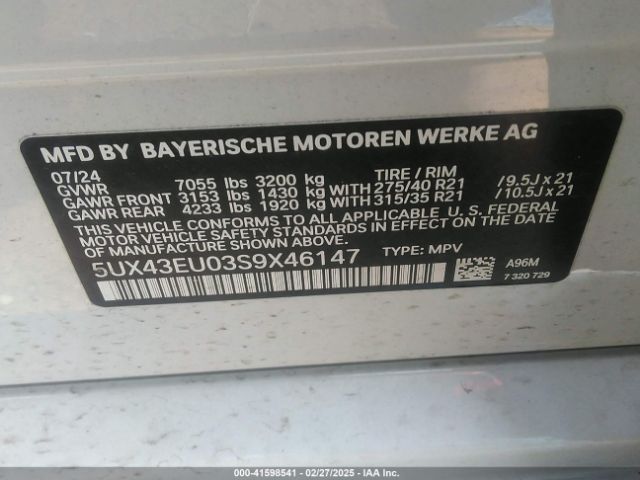 MFD BY BAYERISCHE MOTOREN WERKE AG
07/24 TIRE / RIM
GVWR 7055 lbs 3200 kg
GAWR FRONT 3153 lbs 1430 kg WITH 275/40 R21 /9.5J x 21
GAWR REAR 4233 lbs 1920 kg WITH 315/35 R21 /10.5J x 21
THIS VEHICLE CONFORMS TO ALL APPLICABLE U. S. FEDERAL
MOTOR VEHICLE SAFETY STANDARDS IN EFFECT ON THE DATE
OF MANUFACTURE SHOWN ABOVE.
5UX43EU03S9X46147 TYPE: MPV
A96M
7 320 729
000-41598541 / 02/27/2025 - IAA Inc.